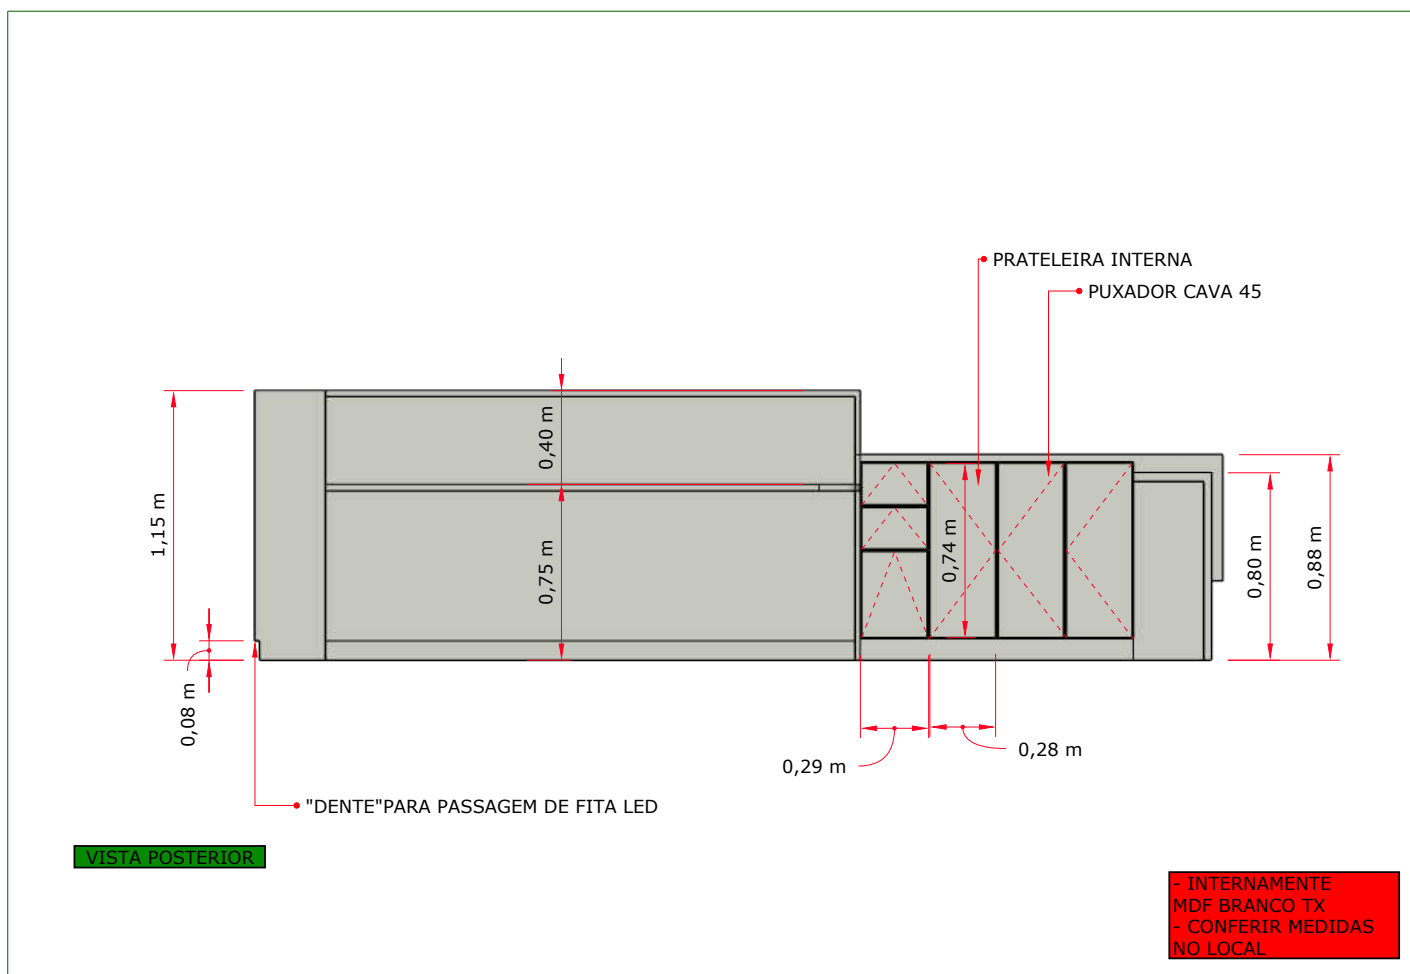 PRATELEIRA INTERNA
PUXADOR CAVA 45
0,40 m
1,15 m
0,75 m
0,74 m
0,80 m
0,88 m
0,08 m
0,29 m
0,28 m
"DENTE"PARA PASSAGEM DE FITA LED
VISTA POSTERIOR
- INTERNAMENTE
MDF BRANCO TX
- CONFERIR MEDIDAS
NO LOCAL